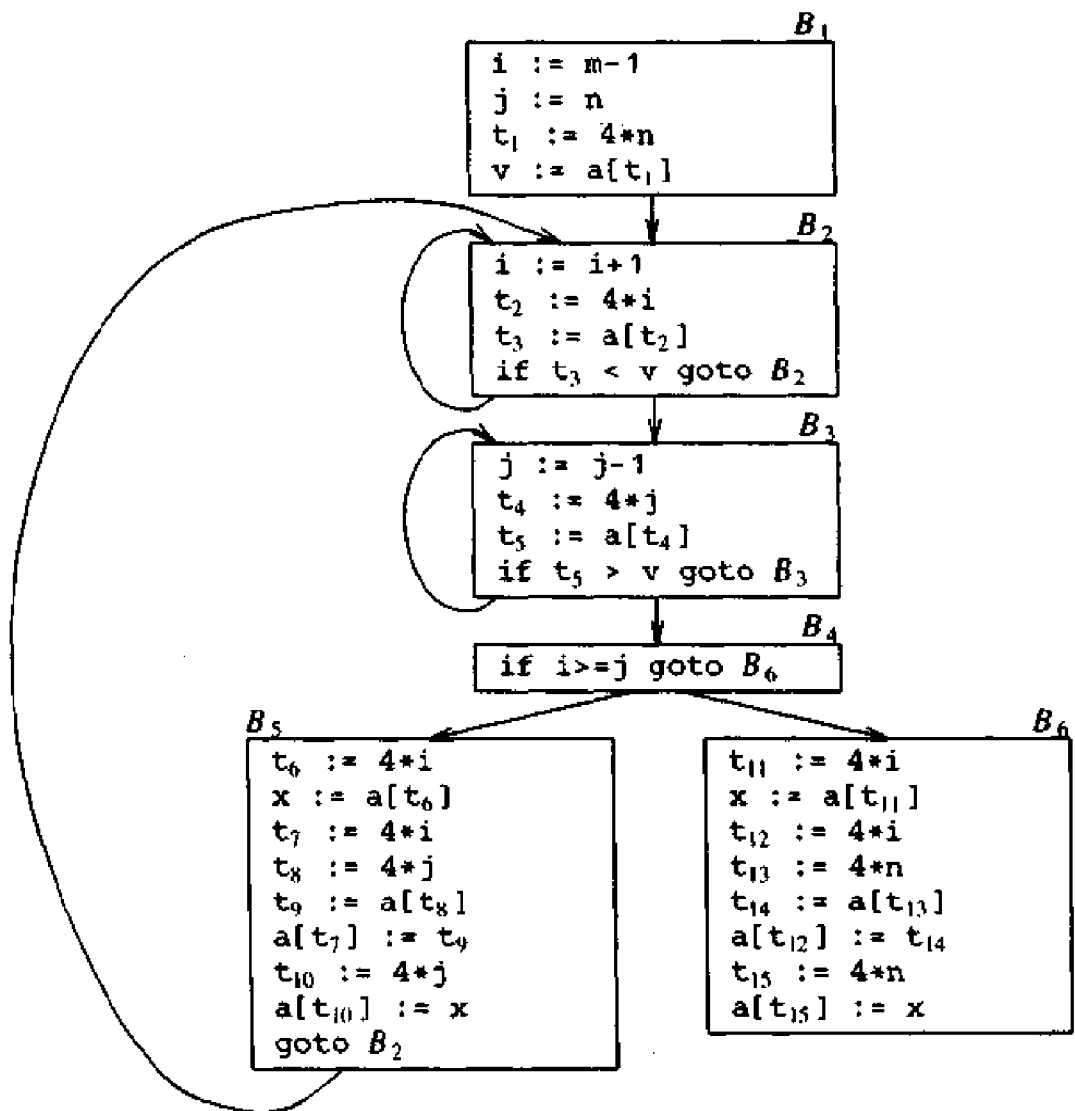 B₁
i := m-1
j := n
t₁ := 4*n
v := a[t₁]
B₂
i := i+1
t₂ := 4*i
t₃ := a[t₂]
if t₃ < v goto B₂
B₃
j := j-1
t₄ := 4*j
t₅ := a[t₄]
if t₅ > v goto B₃
B₄
if i>=j goto B₆
B₅
t₆ := 4*i
x := a[t₆]
t₇ := 4*i
t₈ := 4*j
t₉ := a[t₈]
a[t₇] := t₉
t₁₀ := 4*j
a[t₁₀] := x
goto B₂
B₆
t₁₁ := 4*i
x := a[t₁₁]
t₁₂ := 4*i
t₁₃ := 4*n
t₁₄ := a[t₁₃]
a[t₁₂] := t₁₄
t₁₅ := 4*n
a[t₁₅] := x